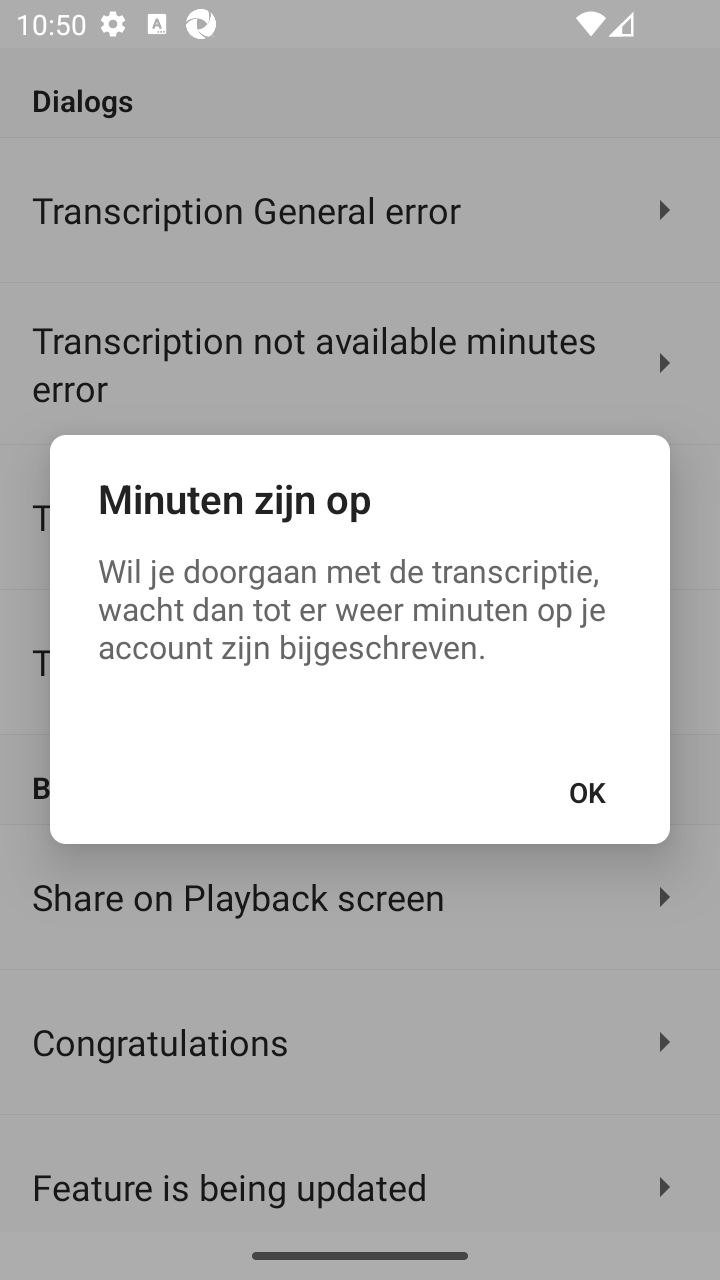 10:50
Dialogs
Transcription General error
Transcription not available minutes
error
Minuten zijn op
Wil je doorgaan met de transcriptie,
wacht dan tot er weer minuten op je
account zijn bijgeschreven.
OK
Share on Playback screen
Congratulations
Feature is being updated